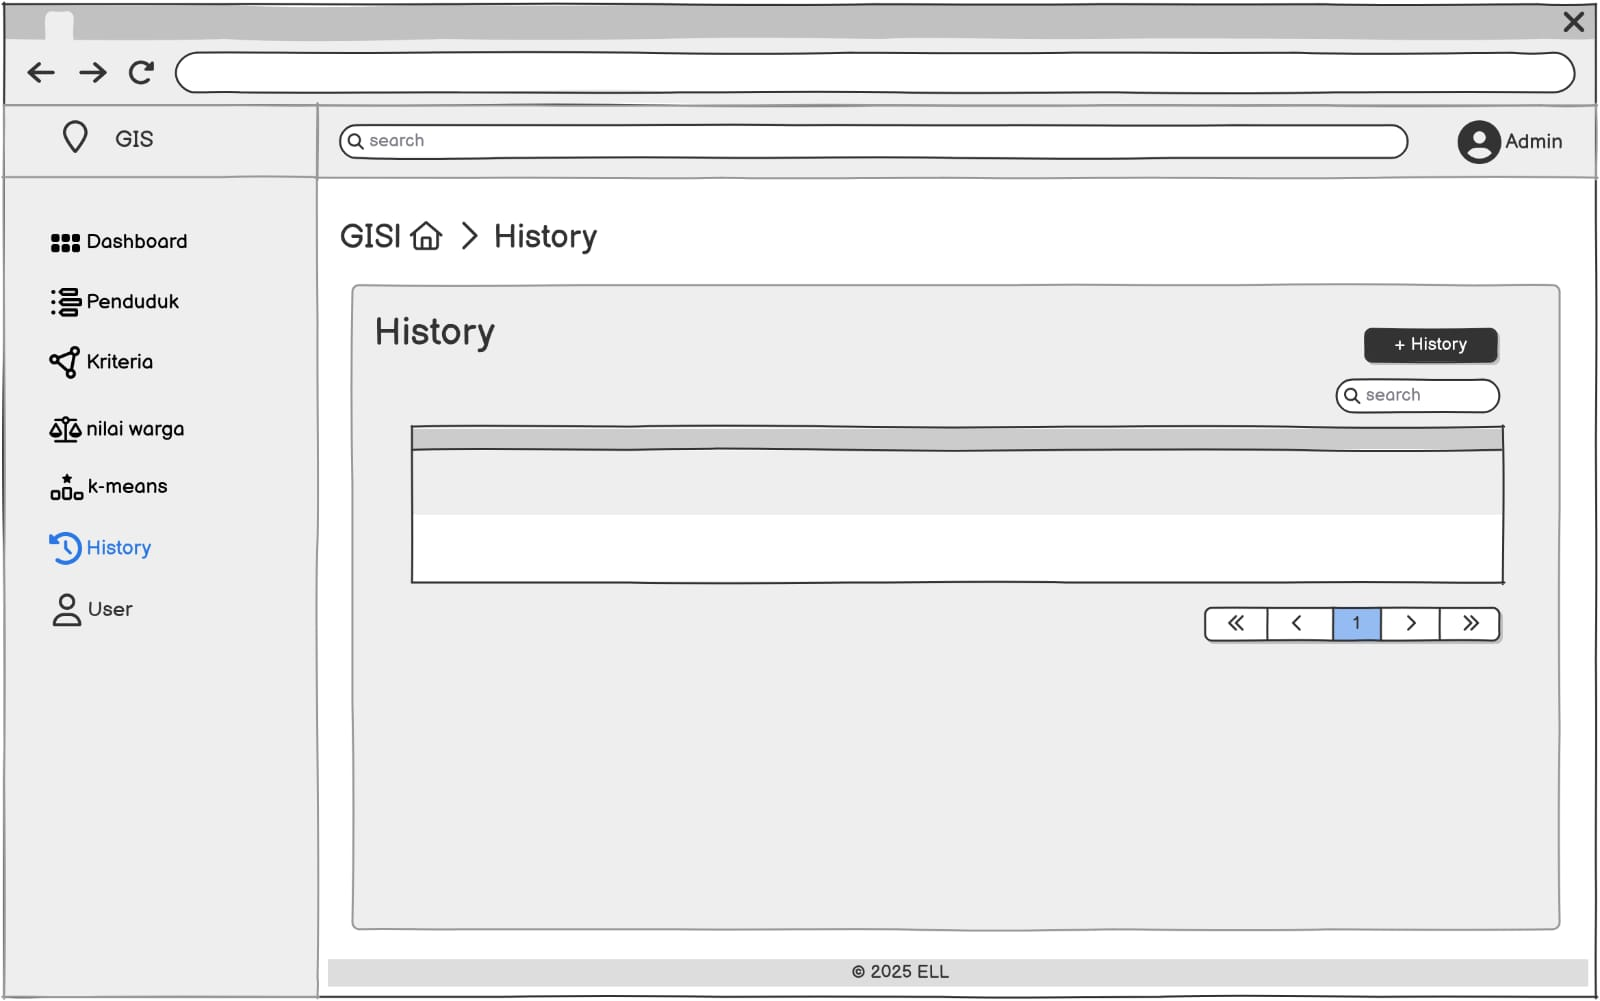 GIS
search
Admin
GISI > History
Dashboard
Penduduk
Kriteria
nilai warga
k-means
History
User
History
+ History
search
1
© 2025 ELL